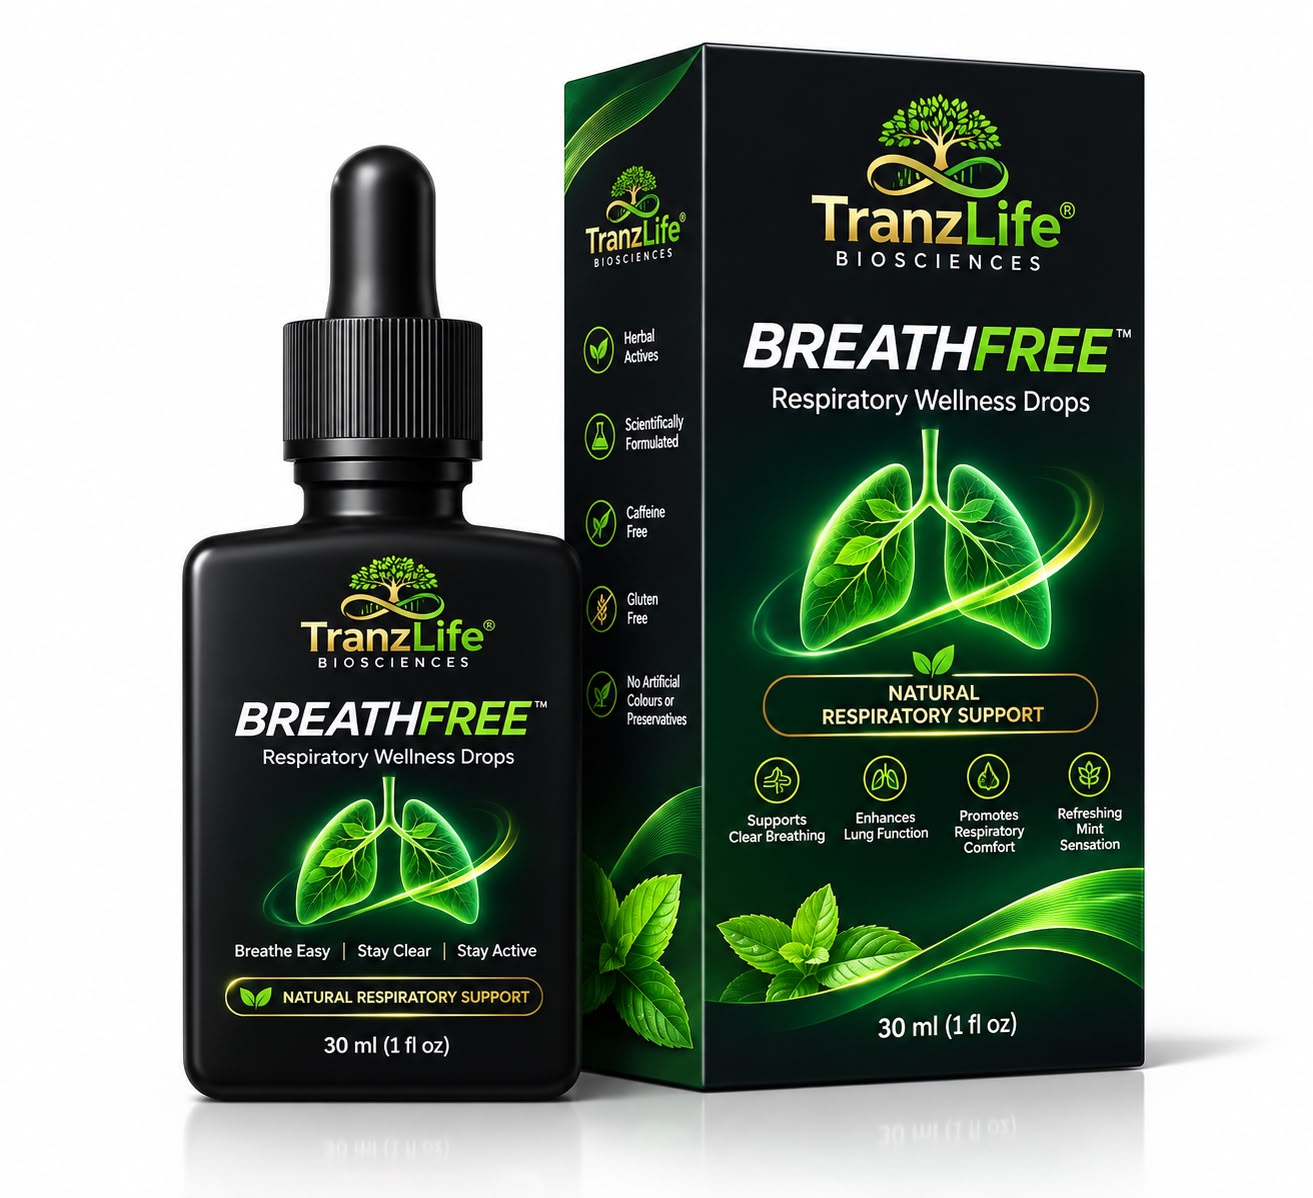 TranzLife®
BIOSCIENCES
BREATHFREE™
Respiratory Wellness Drops
Breathe Easy | Stay Clear | Stay Active
NATURAL RESPIRATORY SUPPORT
30 ml (1 fl oz)
TranzLife®
BIOSCIENCES
Herbal
Actives
Scientifically
Formulated
Caffeine
Free
Gluten
Free
No Artificial
Colours or
Preservatives
TranzLife®
BIOSCIENCES
BREATHFREE™
Respiratory Wellness Drops
NATURAL
RESPIRATORY SUPPORT
Supports
Clear Breathing
Enhances
Lung Function
Promotes
Respiratory
Comfort
Refreshing
Mint
Sensation
30 ml (1 fl oz)